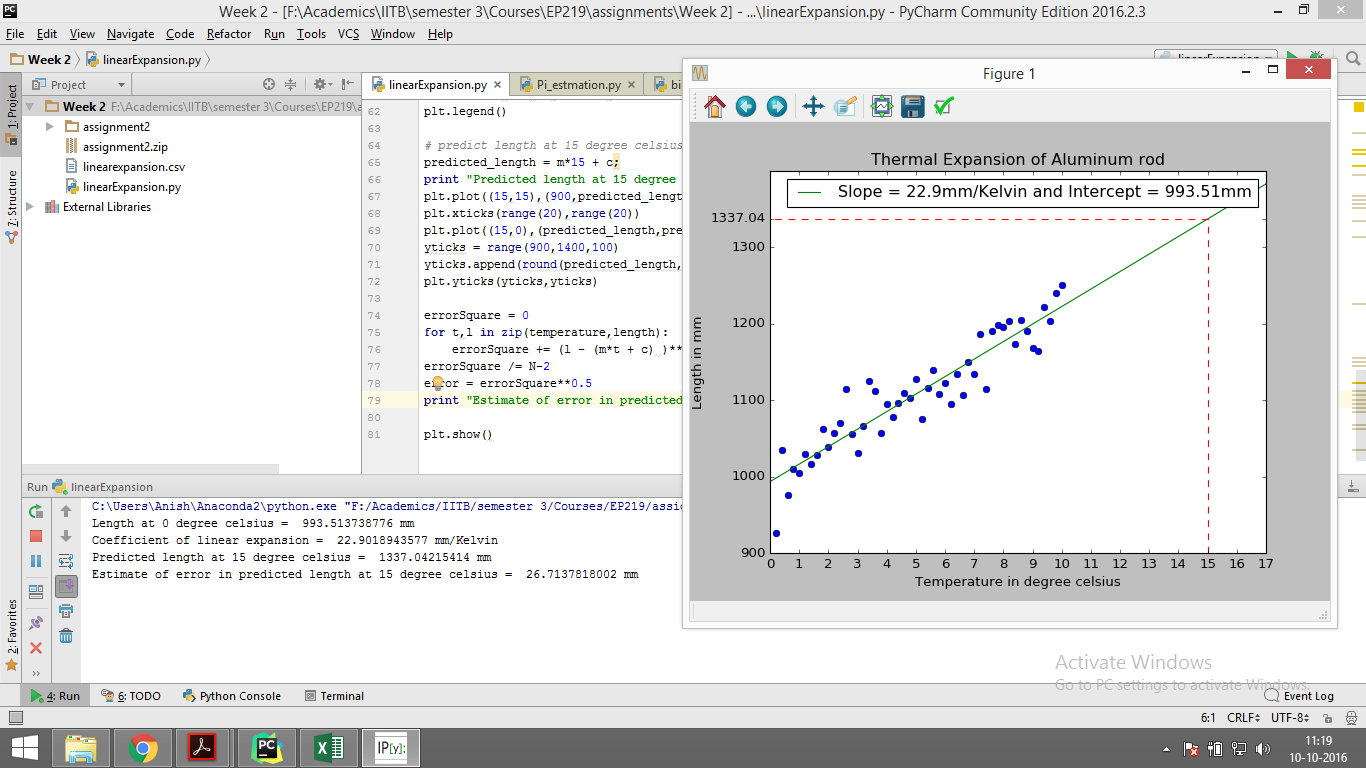 Week 2 - [F:\Academics\IITB\semester 3\Courses\EP219\assignments\Week 2] - ...\linearExpansion.py - PyCharm Community Edition 2016.2.3
File Edit View Navigate Code Refactor Run Tools VCS Window Help
Week 2 linearExpansion.py
Project
linearExpansion.py Pi_estmation.py bi
1: Project
7: Structure
2: Favorites
Week 2 F:\Academics\IITB\semester 3\Courses\EP219\a
assignment2
assignment2.zip
linearexpansion.csv
linearExpansion.py
External Libraries
62 plt.legend()
63
64 # predict length at 15 degree celsius
65 predicted_length = m*15 + c;
66 print "Predicted length at 15 degree
67 plt.plot((15,15),(900,predicted_lengt
68 plt.xticks(range(20),range(20))
69 plt.plot((15,0),(predicted_length,pre
70 yticks = range(900,1400,100)
71 yticks.append(round(predicted_length,
72 plt.yticks(yticks,yticks)
73
74 errorSquare = 0
75 for t,l in zip(temperature,length):
76 errorSquare += (l - (m*t + c) )**
77 errorSquare /= N-2
78 error = errorSquare**0.5
79 print "Estimate of error in predicted
80
81 plt.show()
Figure 1
Thermal Expansion of Aluminum rod
Slope = 22.9mm/Kelvin and Intercept = 993.51mm
Length in mm
1337.04
1300
1200
1100
1000
900
0 1 2 3 4 5 6 7 8 9 10 11 12 13 14 15 16 17
Temperature in degree celsius
Run linearExpansion
C:\Users\Anish\Anaconda2\python.exe "F:/Academics/IITB/semester 3/Courses/EP219/assig
Length at 0 degree celsius =  993.513738776 mm
Coefficient of linear expansion =  22.9018943577 mm/Kelvin
Predicted length at 15 degree celsius =  1337.04215414 mm
Estimate of error in predicted length at 15 degree celsius =  26.7137818002 mm
Activate Windows
Go to PC settings to activate Windows.
4: Run 6: TODO Python Console Terminal Event Log
6:1 CRLF UTF-8
PC
IP[y]:
11:19
10-10-2016